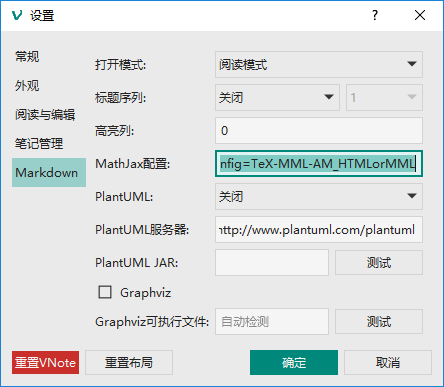 设置
常规
外观
阅读与编辑
笔记管理
Markdown
打开模式: 阅读模式
标题序列: 关闭 1
高亮列: 0
MathJax配置: nfig=TeX-MML-AM_HTMLorMML
PlantUML: 关闭
PlantUML服务器: http://www.plantuml.com/plantuml
PlantUML JAR: 测试
Graphviz
Graphviz可执行文件: 自动检测 测试
重置VNote 重置布局 确定 取消